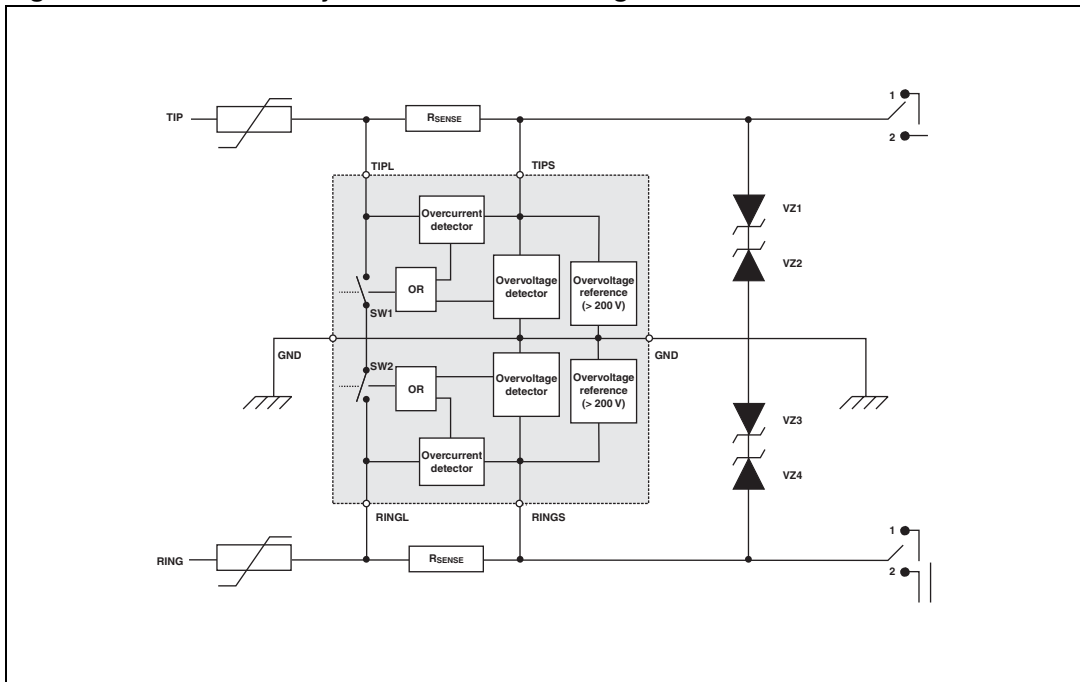 TIP
RSENSE
1
2
TIPL
TIPS
Overcurrent
detector
VZ1
VZ2
OR
Overvoltage
detector
Overvoltage
reference
(> 200 V)
SW1
GND
GND
SW2
OR
Overvoltage
detector
Overvoltage
reference
(> 200 V)
VZ3
Overcurrent
detector
VZ4
RINGL
RINGS
1
RING
RSENSE
2